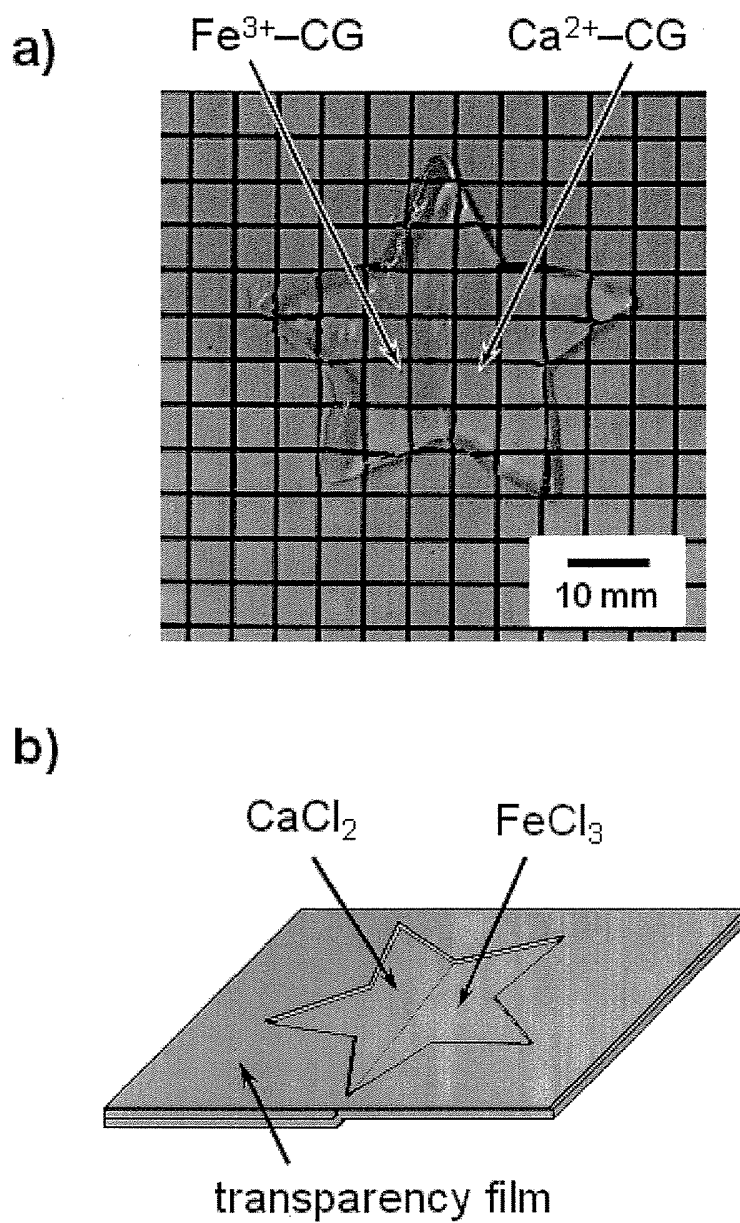 a)
Fe³⁺–CG
Ca²⁺–CG
10 mm
b)
CaCl₂
FeCl₃
transparency film